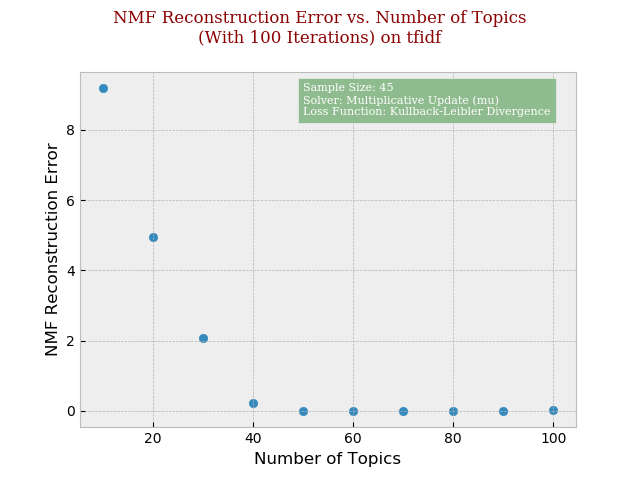 NMF Reconstruction Error vs. Number of Topics
(With 100 Iterations) on tfidf
Sample Size: 45
Solver: Multiplicative Update (mu)
Loss Function: Kullback-Leibler Divergence
NMF Reconstruction Error
8
6
4
2
0
20 40 60 80 100
Number of Topics